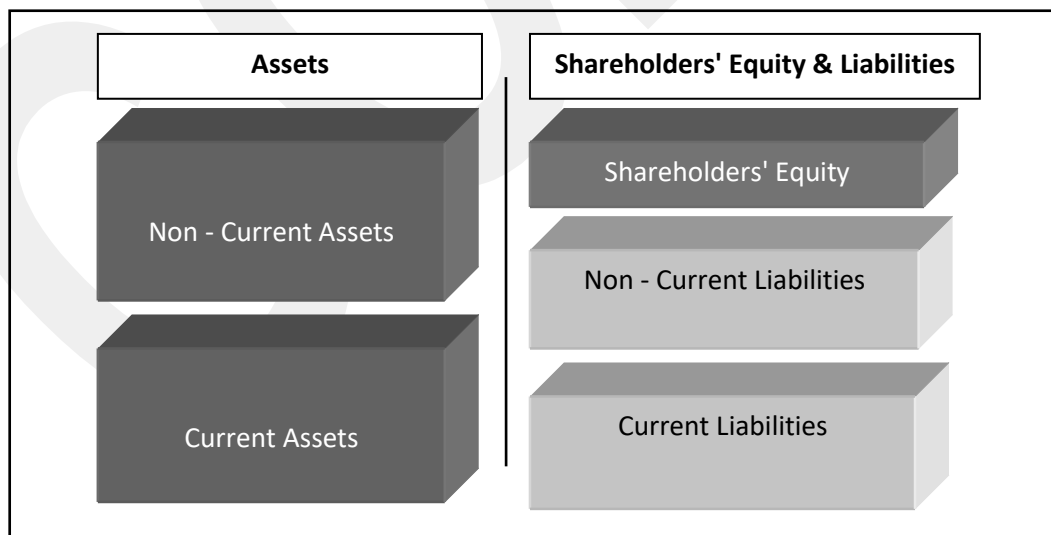 Assets
Non - Current Assets
Current Assets
Shareholders' Equity & Liabilities
Shareholders' Equity
Non - Current Liabilities
Current Liabilities